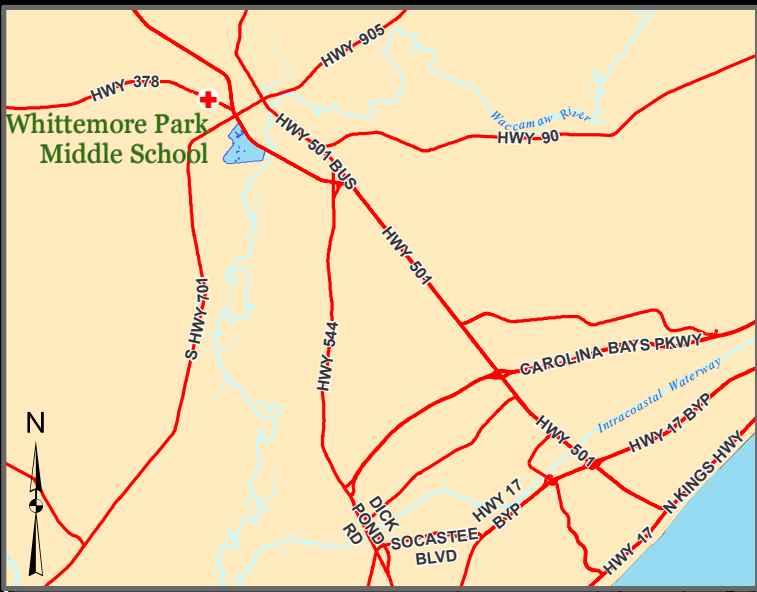 HWY 905
HWY 378
Whittemore Park
Middle School
Waccamaw River
HWY 501 BUS
HWY 90
HWY 501
S HWY 701
HWY 544
CAROLINA BAYS PKWY
Intracoastal Waterway
HWY 17 BYP
HWY 501
N KINGS HWY
N
HWY 17
BYP
DICK
POND
RD
SOCASTEE
BLVD
HWY 17